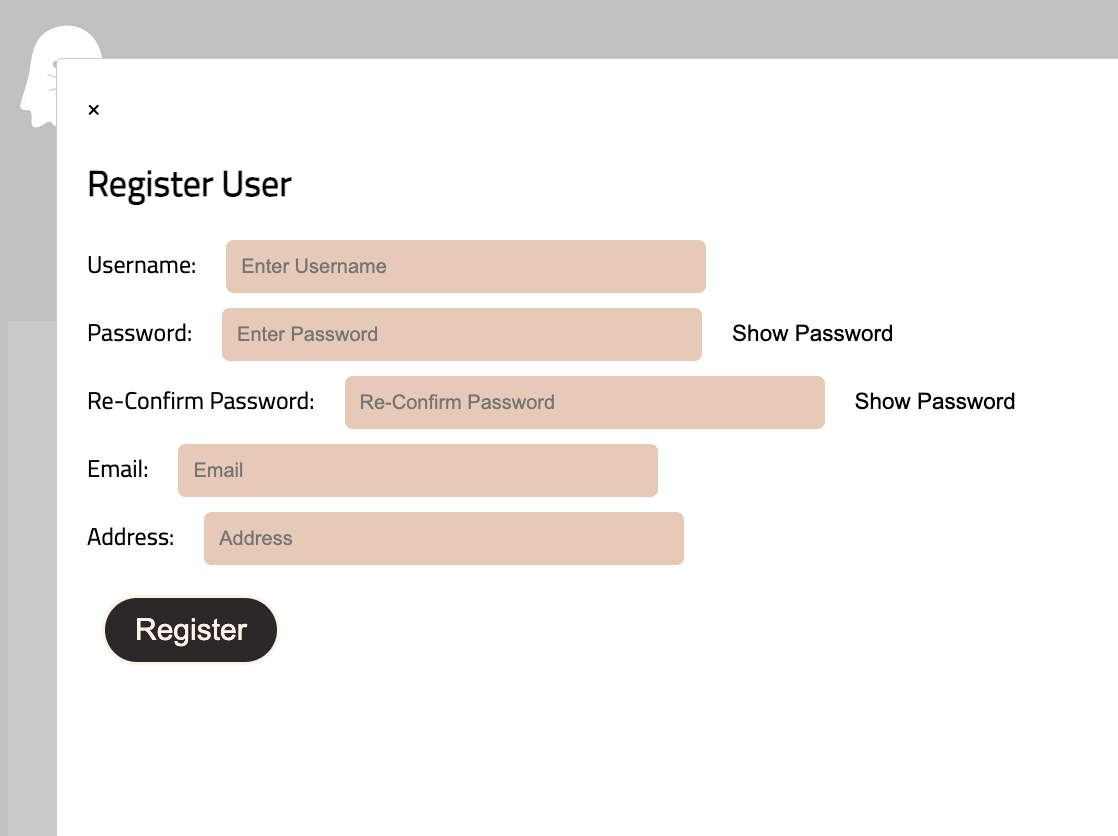 ×
Register User
Username: Enter Username
Password: Enter Password Show Password
Re-Confirm Password: Re-Confirm Password Show Password
Email: Email
Address: Address
Register